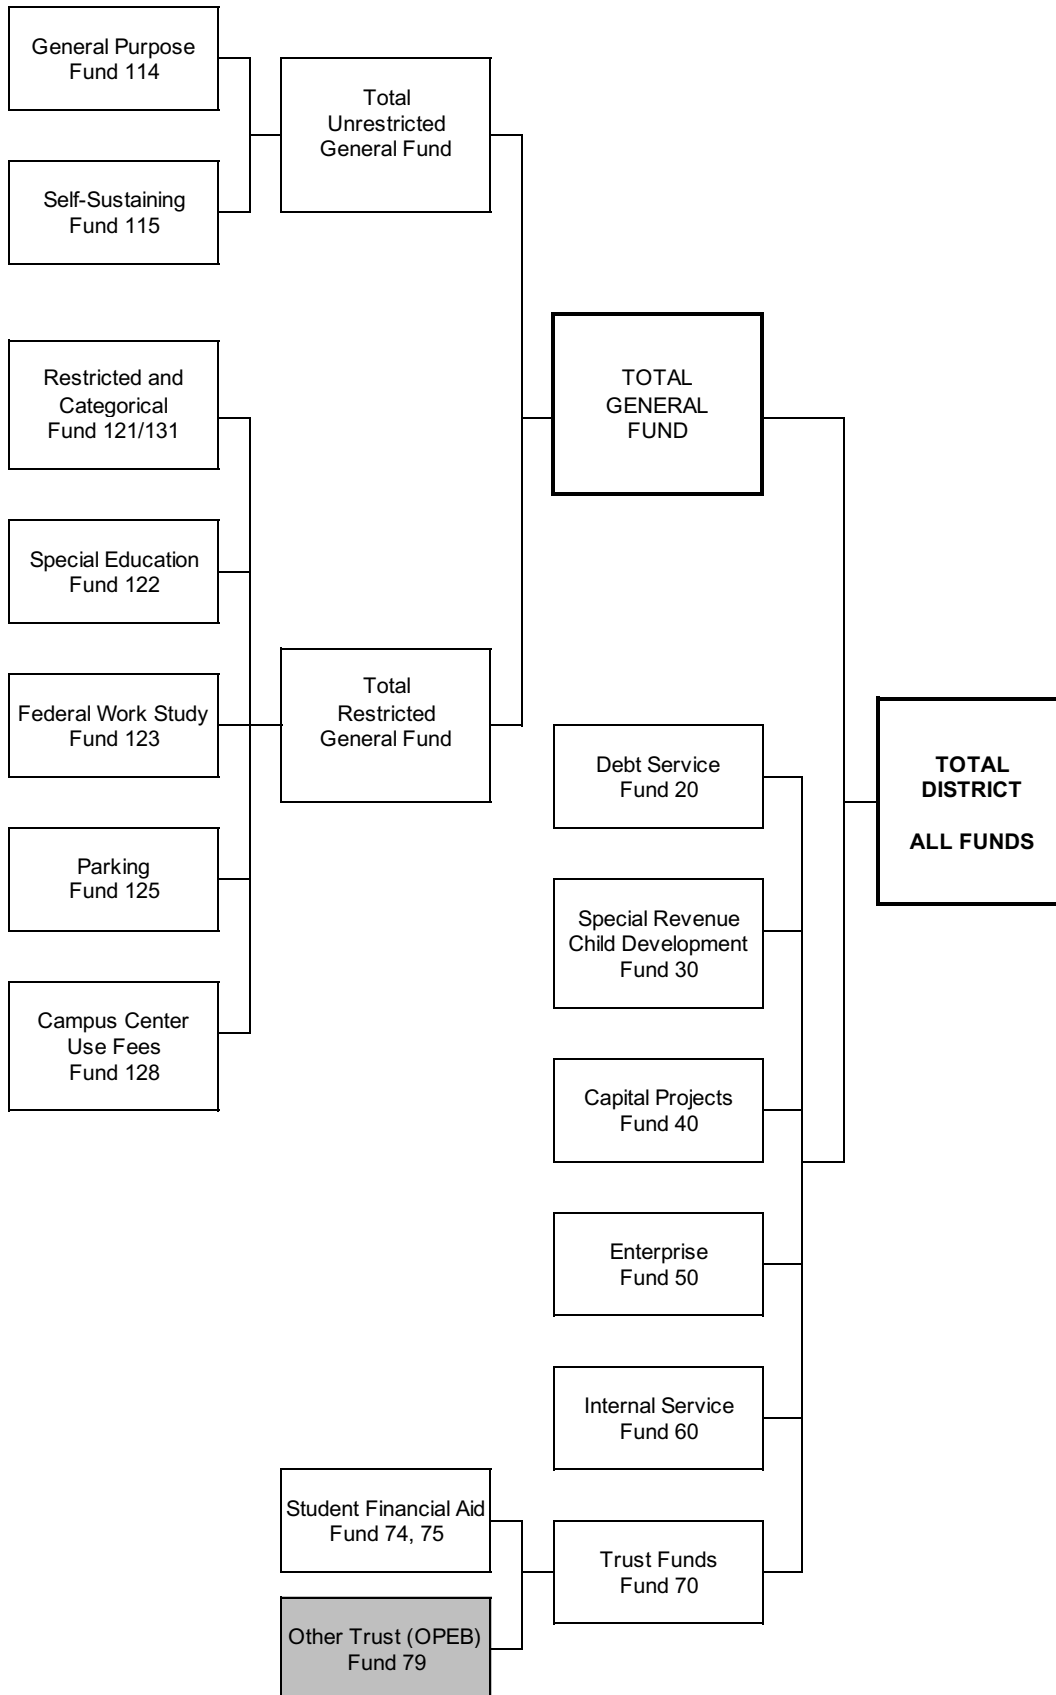 General Purpose
Fund 114
Total
Unrestricted
General Fund
Self-Sustaining
Fund 115
Restricted and
Categorical
Fund 121/131
TOTAL
GENERAL
FUND
Special Education
Fund 122
Federal Work Study
Fund 123
Total
Restricted
General Fund
Debt Service
Fund 20
TOTAL
DISTRICT
ALL FUNDS
Parking
Fund 125
Special Revenue
Child Development
Fund 30
Campus Center
Use Fees
Fund 128
Capital Projects
Fund 40
Enterprise
Fund 50
Internal Service
Fund 60
Student Financial Aid
Fund 74, 75
Trust Funds
Fund 70
Other Trust (OPEB)
Fund 79